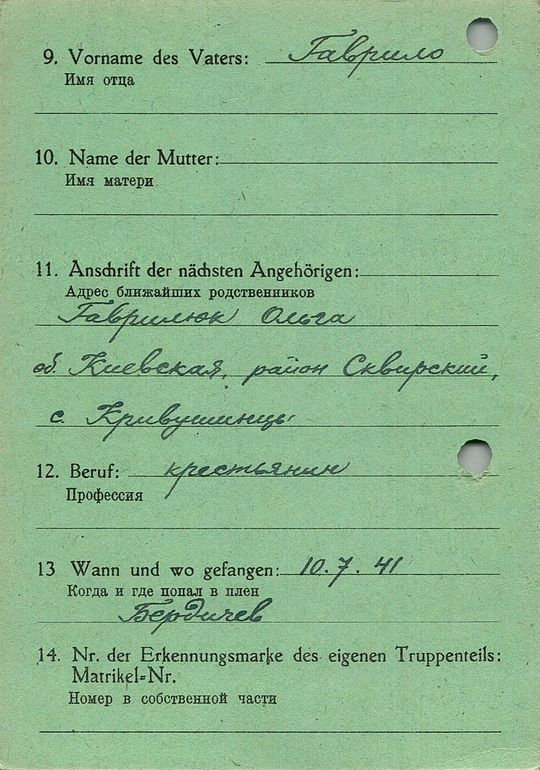 9. Vorname des Vaters: Гаврило
Имя отца
10. Name der Mutter:
Имя матери
11. Anschrift der nächsten Angehörigen:
Адрес ближайших родственников
Гаврилюк Ольга
об. Киевская, район Сквирский,
с. Кривушинцы
12. Beruf: крестьянин
Профессия
13 Wann und wo gefangen: 10.7.41
Когда и где попал в плен
Бердичев
14. Nr. der Erkennungsmarke des eigenen Truppenteils:
Matrikel-Nr.
Номер в собственной части